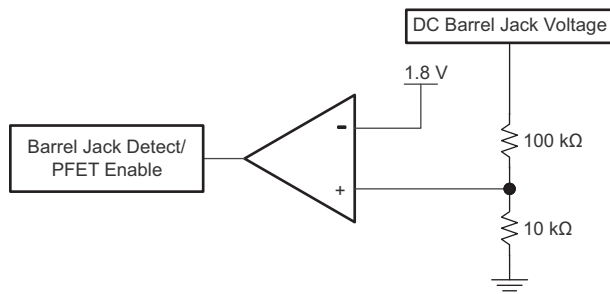 DC Barrel Jack Voltage
1.8 V
Barrel Jack Detect/
PFET Enable
-
+
100 kΩ
10 kΩ